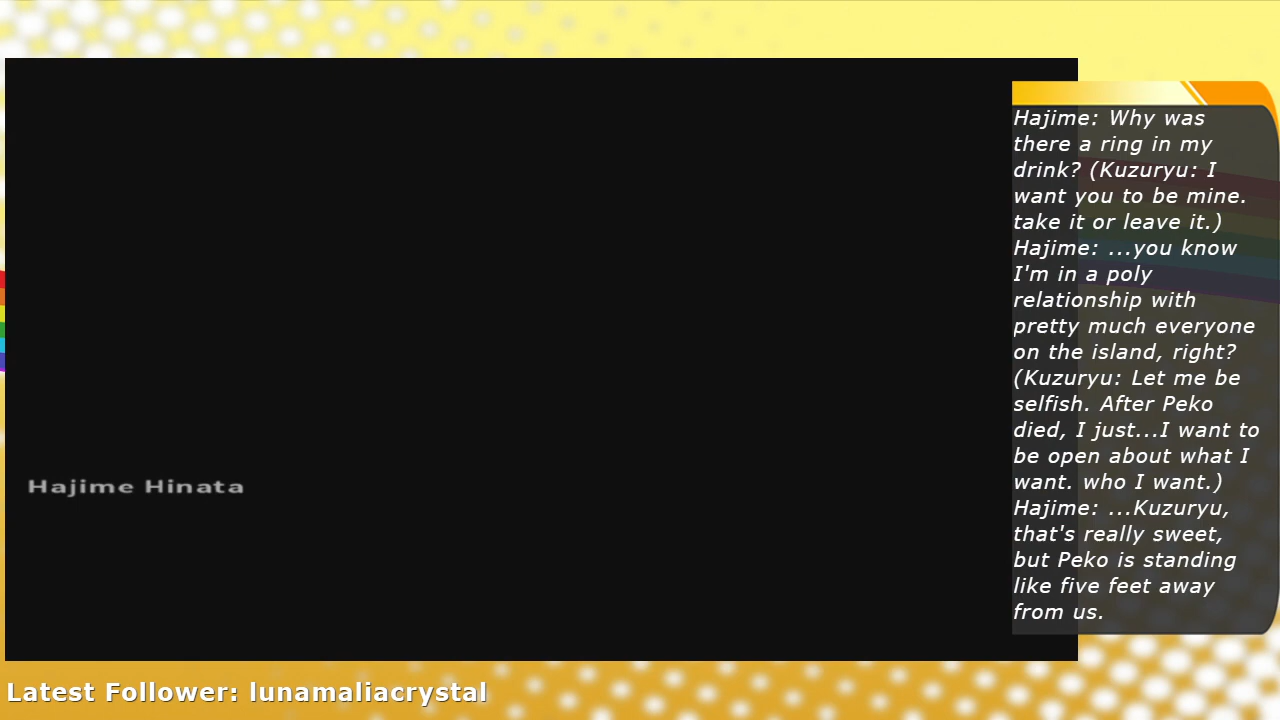 Hajime: Why was
there a ring in my
drink? (Kuzuryu: I
want you to be mine.
take it or leave it.)
Hajime: ...you know
I'm in a poly
relationship with
pretty much everyone
on the island, right?
(Kuzuryu: Let me be
selfish. After Peko
died, I just...I want to
be open about what I
want. who I want.)
Hajime: ...Kuzuryu,
that's really sweet,
but Peko is standing
like five feet away
from us.
Hajime Hinata
Latest Follower: lunamaliacrystal